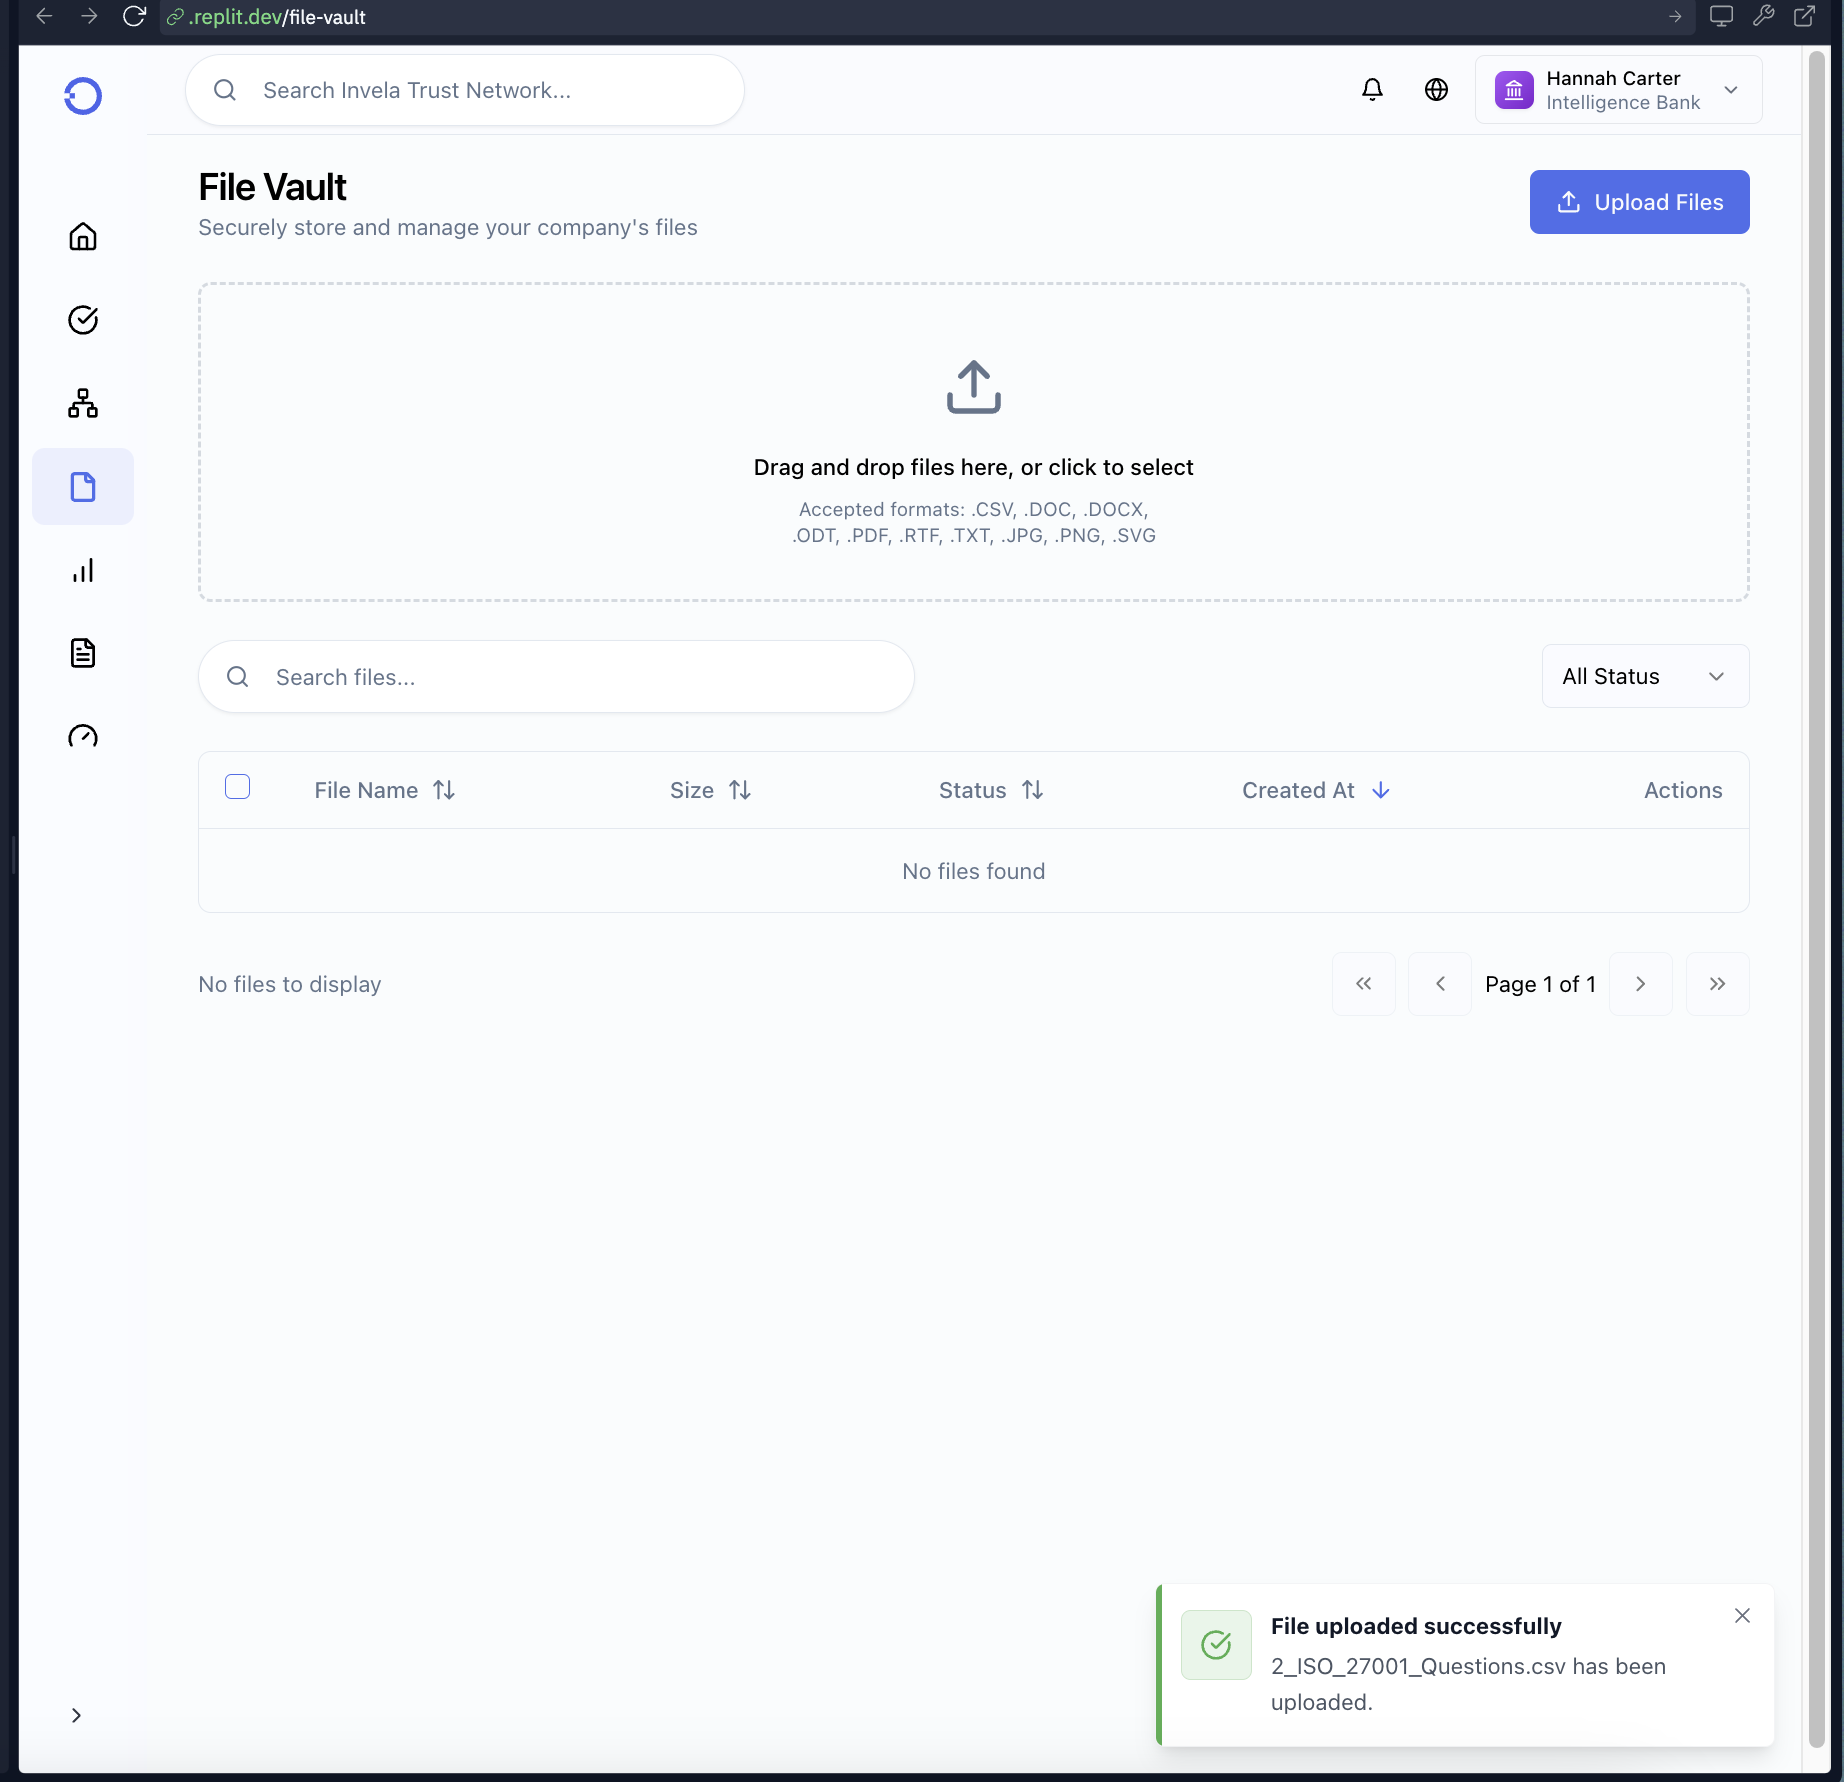 .replit.dev/file-vault
Search Invela Trust Network...
Hannah Carter
Intelligence Bank
File Vault
Securely store and manage your company's files
Upload Files
Drag and drop files here, or click to select
Accepted formats: .CSV, .DOC, .DOCX,
.ODT, .PDF, .RTF, .TXT, .JPG, .PNG, .SVG
Search files...
All Status
File Name Size Status Created At Actions
No files found
No files to display
Page 1 of 1
File uploaded successfully
2_ISO_27001_Questions.csv has been
uploaded.